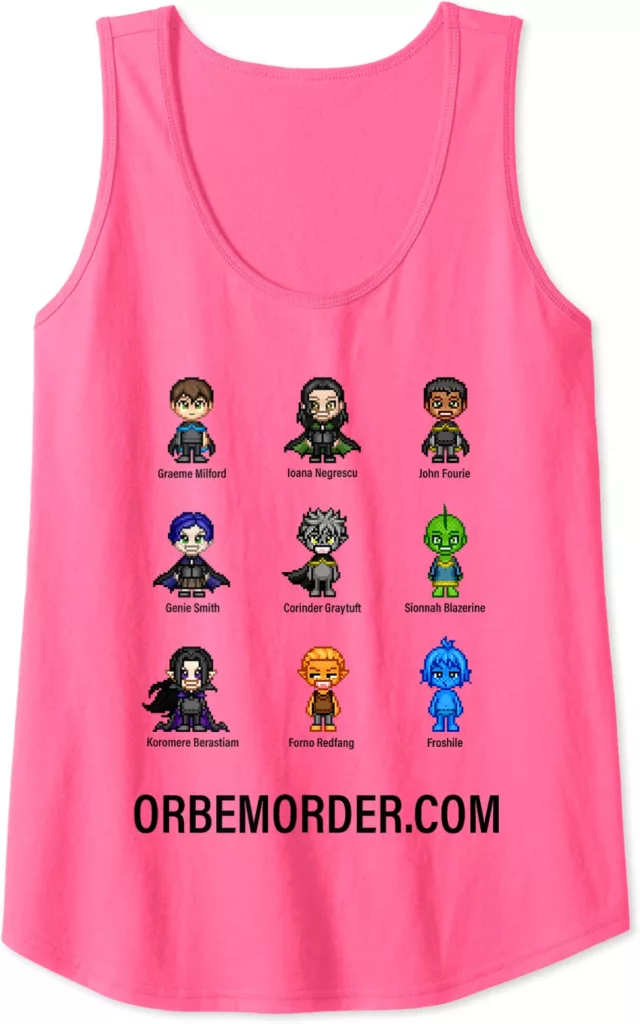 Graeme Milford Ioana Negrescu John Fourie
Genie Smith Corinder Graytuft Sionnah Blazerine
Koromere Berastiam Forno Redfang Froshile
ORBEMORDER.COM